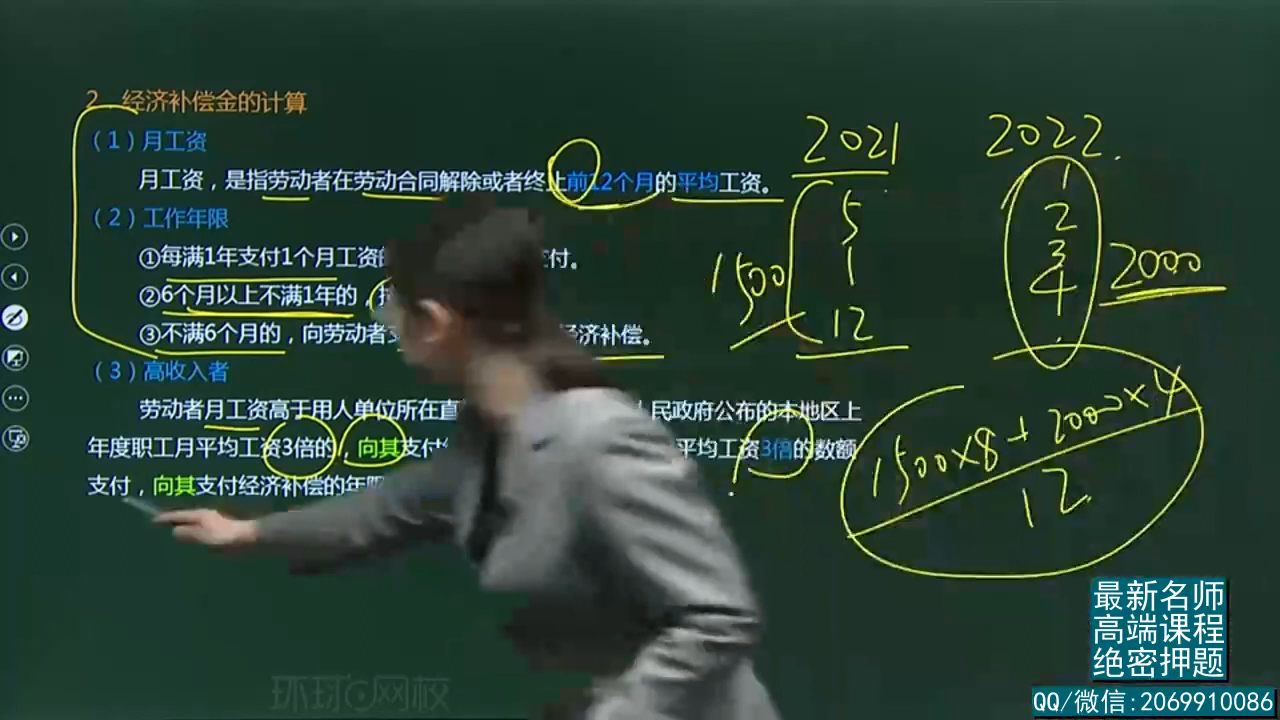 2、经济补偿金的计算
（1）月工资
月工资，是指劳动者在劳动合同解除或者终止前12个月的平均工资。
（2）工作年限
①每满1年支付1个月工资的 付。
②6个月以上不满1年的，
③不满6个月的，向劳动者支 经济补偿。
（3）高收入者
劳动者月工资高于用人单位所在直 人民政府公布的本地区上
年度职工月平均工资3倍的，向其支付 平均工资3倍的数额
支付，向其支付经济补偿的年限
2021
5
1
12
1500
2022.
1
2
3
4
2000
1500×8+2000×4
12
环球网校
最新名师
高端课程
绝密押题
QQ/微信:2069910086